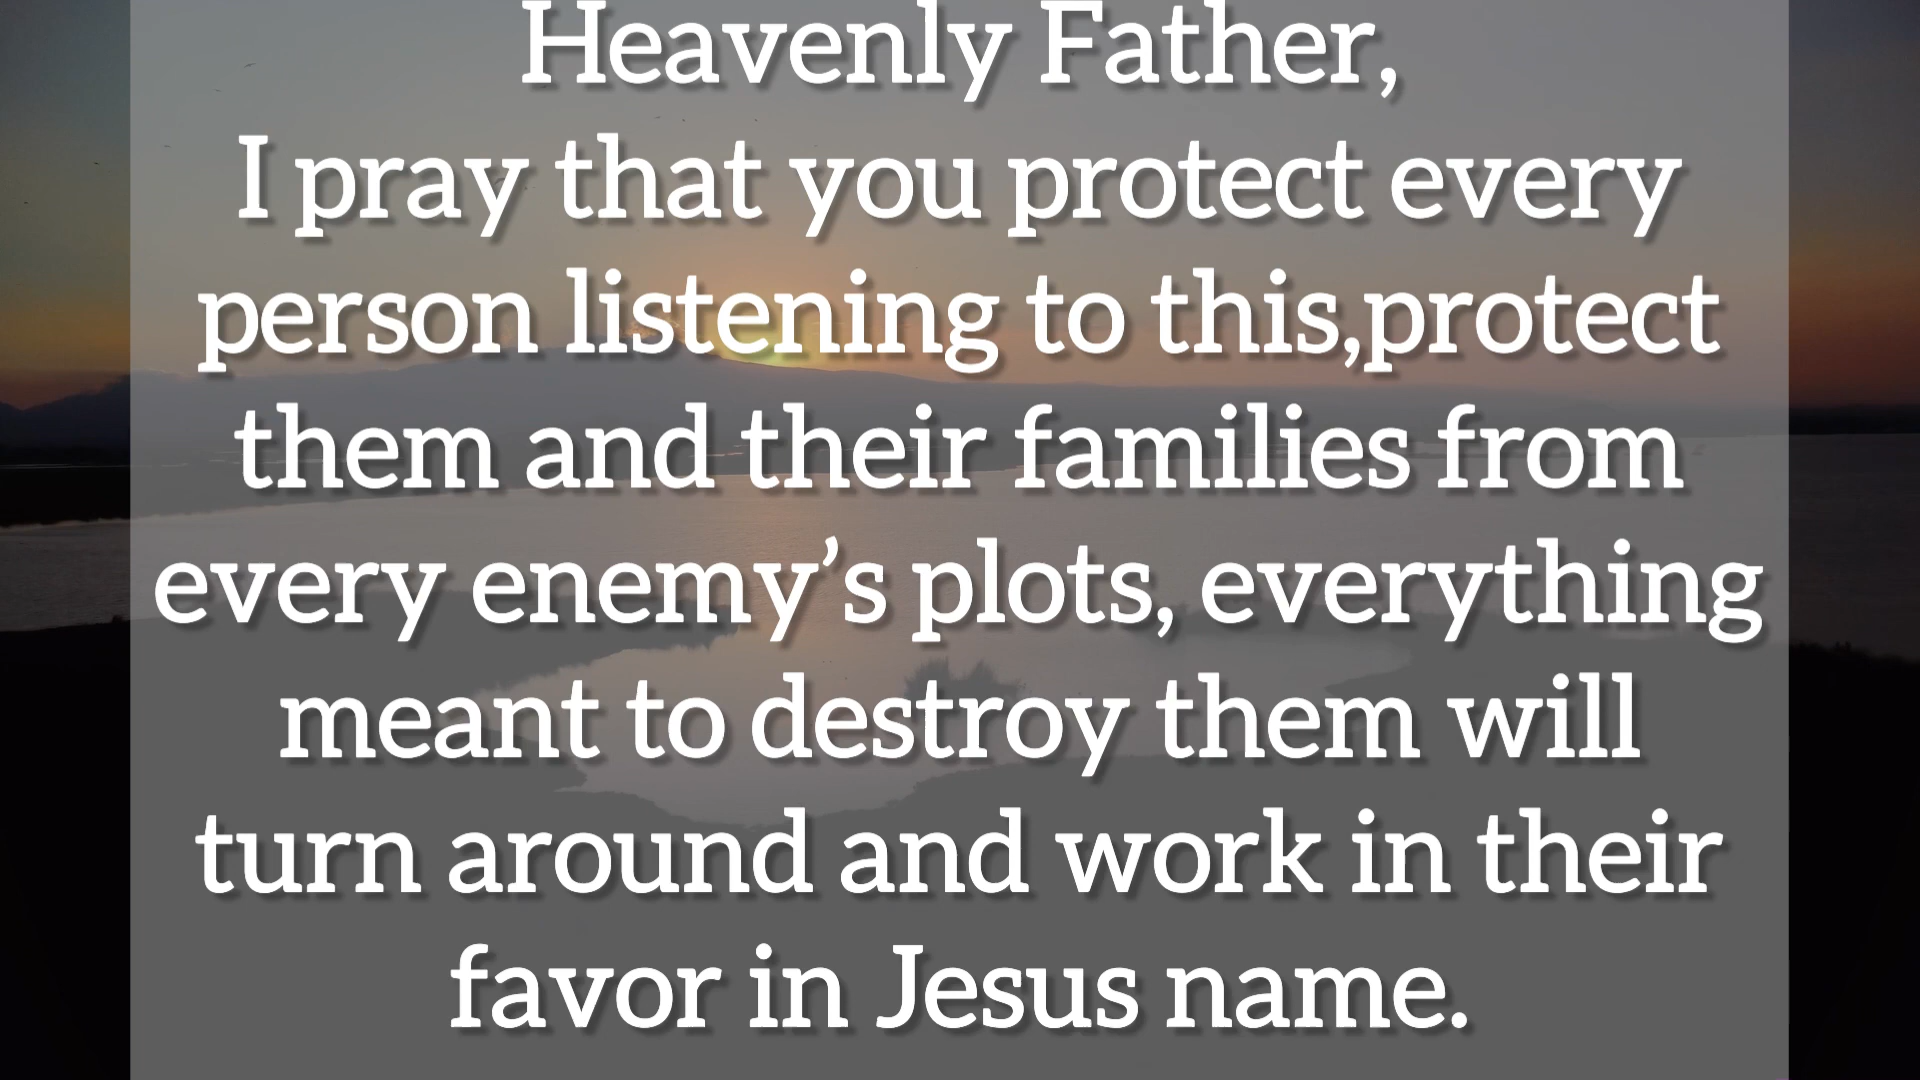 Heavenly Father,
I pray that you protect every
person listening to this,protect
them and their families from
every enemy’s plots, everything
meant to destroy them will
turn around and work in their
favor in Jesus name.